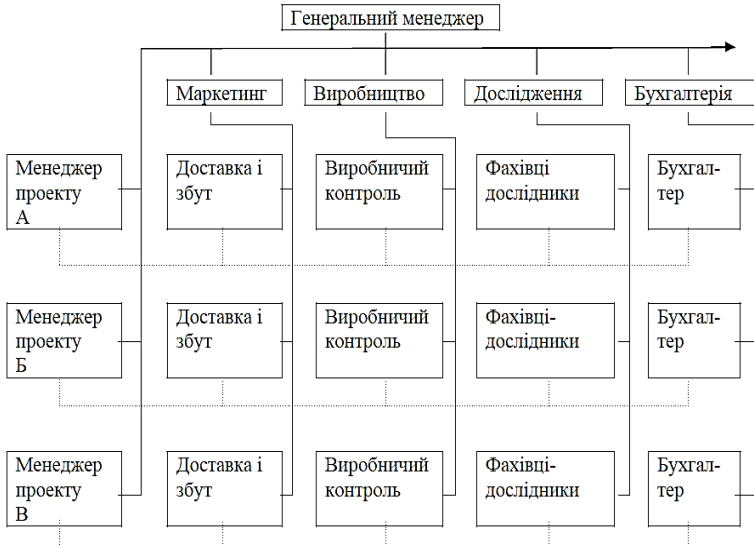 Генеральний менеджер
Маркетинг
Виробництво
Дослідження
Бухгалтерія
Менеджер
проекту
А
Доставка і
збут
Виробничий
контроль
Фахівці
дослідники
Бухгал-
тер
Менеджер
проекту
Б
Доставка і
збут
Виробничий
контроль
Фахівці-
дослідники
Бухгал-
тер
Менеджер
проекту
В
Доставка і
збут
Виробничий
контроль
Фахівці-
дослідники
Бухгал-
тер